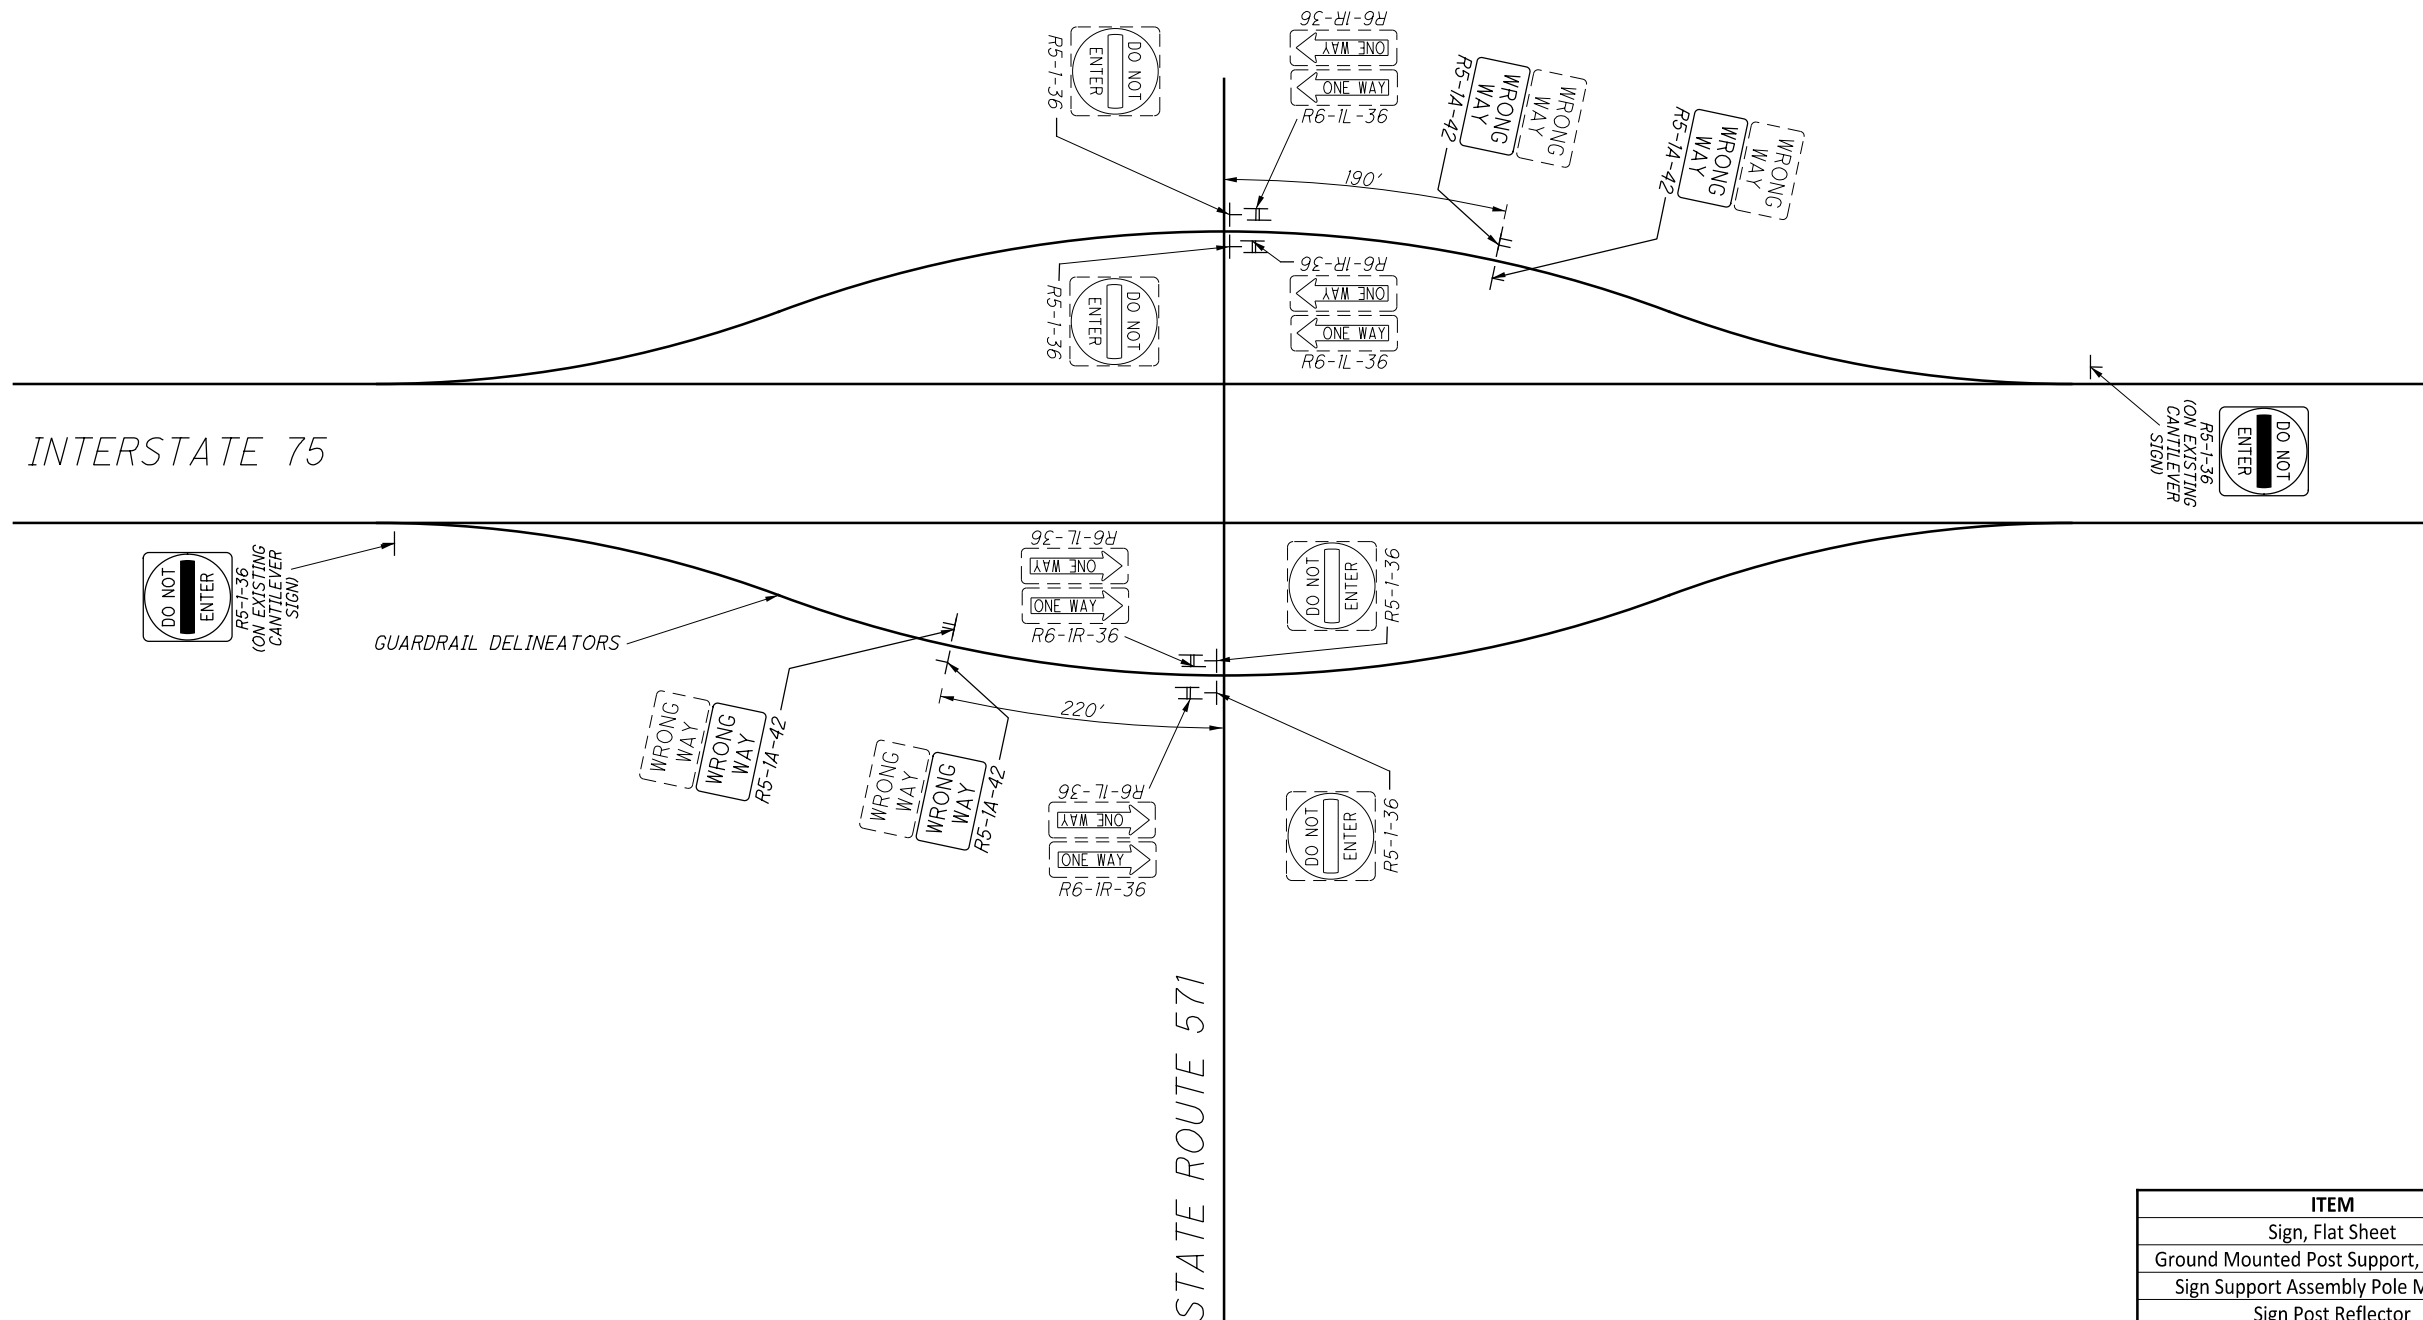 R6-1R-36
ONE WAY
ONE WAY
R6-1L-36
DO NOT
ENTER
R5-1-36
WRONG
WAY
WRONG
WAY
R5-1A-42
WRONG
WAY
WRONG
WAY
R5-1A-42
190'
R6-1R-36
ONE WAY
ONE WAY
R6-1L-36
DO NOT
ENTER
R5-1-36
INTERSTATE 75
DO NOT
ENTER
R5-1-36
(ON EXISTING
CANTILEVER
SIGN)
DO NOT
ENTER
R5-1-36
(ON EXISTING
CANTILEVER
SIGN)
R6-1L-36
ONE WAY
ONE WAY
R6-1R-36
DO NOT
ENTER
R5-1-36
GUARDRAIL DELINEATORS
WRONG
WAY
WRONG
WAY
R5-1A-42
220'
WRONG
WAY
WRONG
WAY
R5-1A-42
R6-1L-36
ONE WAY
ONE WAY
R6-1R-36
DO NOT
ENTER
R5-1-36
STATE ROUTE 571
ITEM
Sign, Flat Sheet
Ground Mounted Post Support,
Sign Support Assembly Pole M
Sign Post Reflector